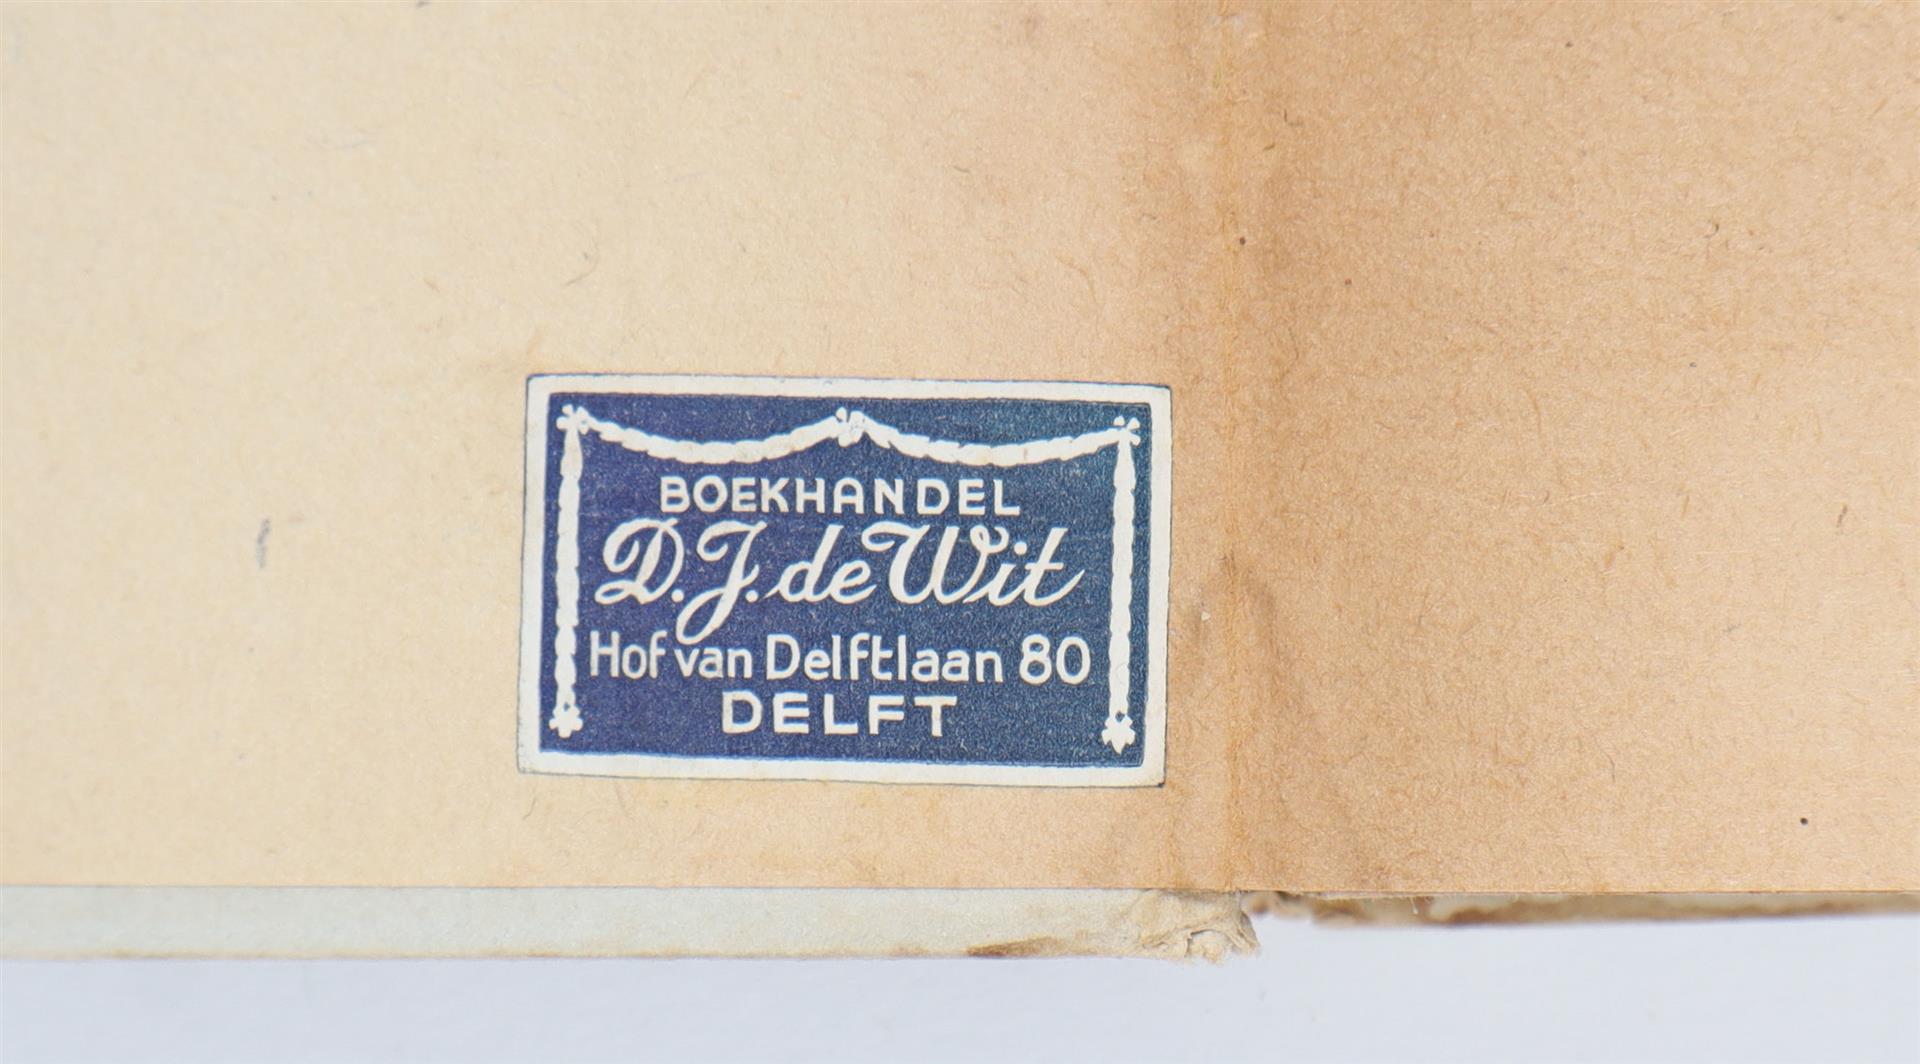 BOEKHANDEL
D.J. de Wit
Hof van Delftlaan 80
DELFT